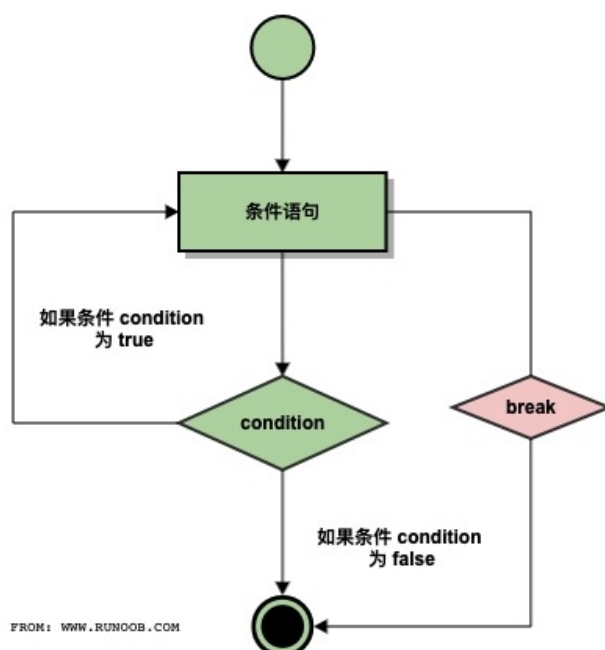 条件语句
如果条件 condition
为 true
condition
break
如果条件 condition
为 false
FROM: WWW.RUNOOB.COM